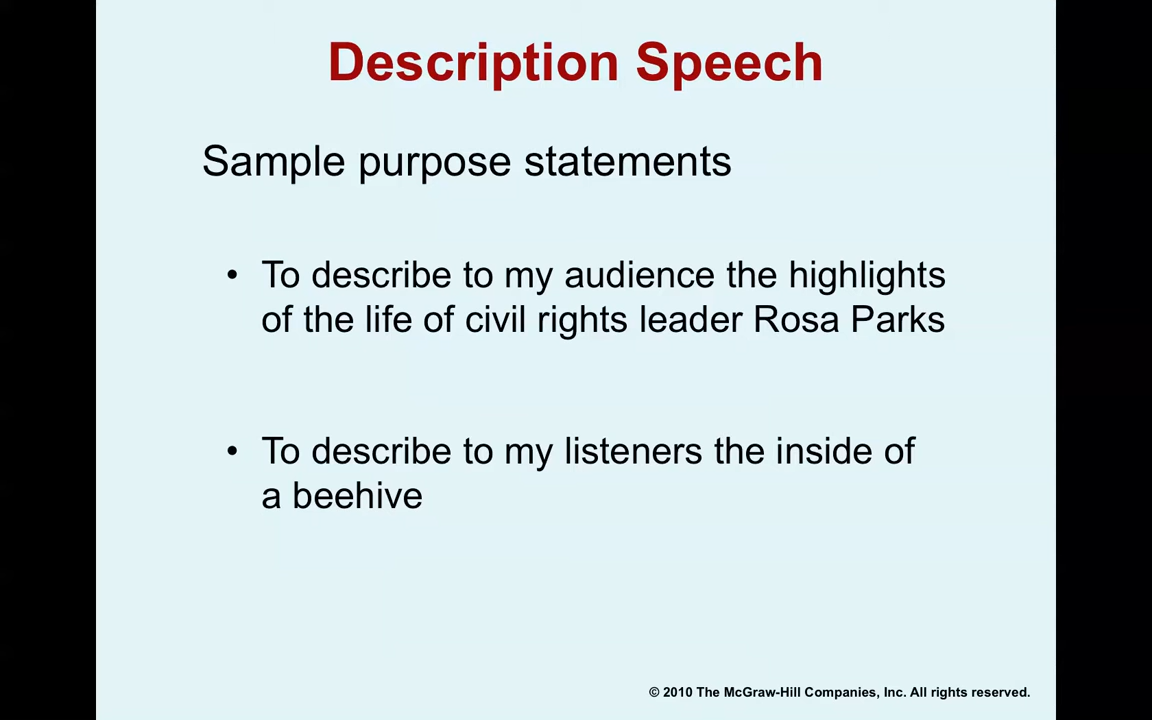 Description Speech
Sample purpose statements
• To describe to my audience the highlights
of the life of civil rights leader Rosa Parks
• To describe to my listeners the inside of
a beehive
© 2010 The McGraw-Hill Companies, Inc. All rights reserved.